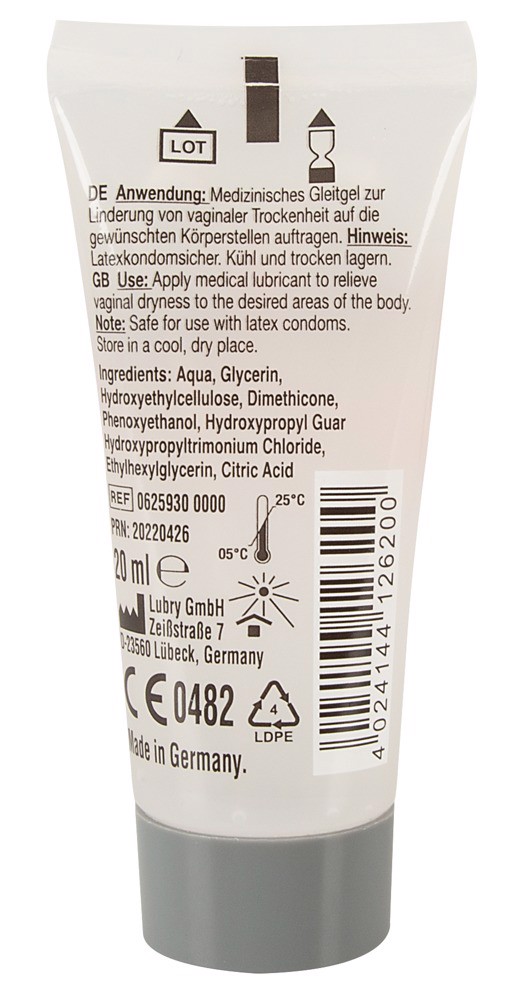 LOT
DE Anwendung: Medizinisches Gleitgel zur
Linderung von vaginaler Trockenheit auf die
gewünschten Körperstellen auftragen. Hinweis:
Latexkondomsicher. Kühl und trocken lagern.
GB Use: Apply medical lubricant to relieve
vaginal dryness to the desired areas of the body.
Note: Safe for use with latex condoms.
Store in a cool, dry place.
Ingredients: Aqua, Glycerin,
Hydroxyethylcellulose, Dimethicone,
Phenoxyethanol, Hydroxypropyl Guar
Hydroxypropyltrimonium Chloride,
Ethylhexylglycerin, Citric Acid
REF 0625930 0000
PRN: 20220426
25°C
05°C
20 ml ℮
Lubry GmbH
Zeißstraße 7
D-23560 Lübeck, Germany
CE 0482
4
LDPE
Made in Germany.
4 024144 126200